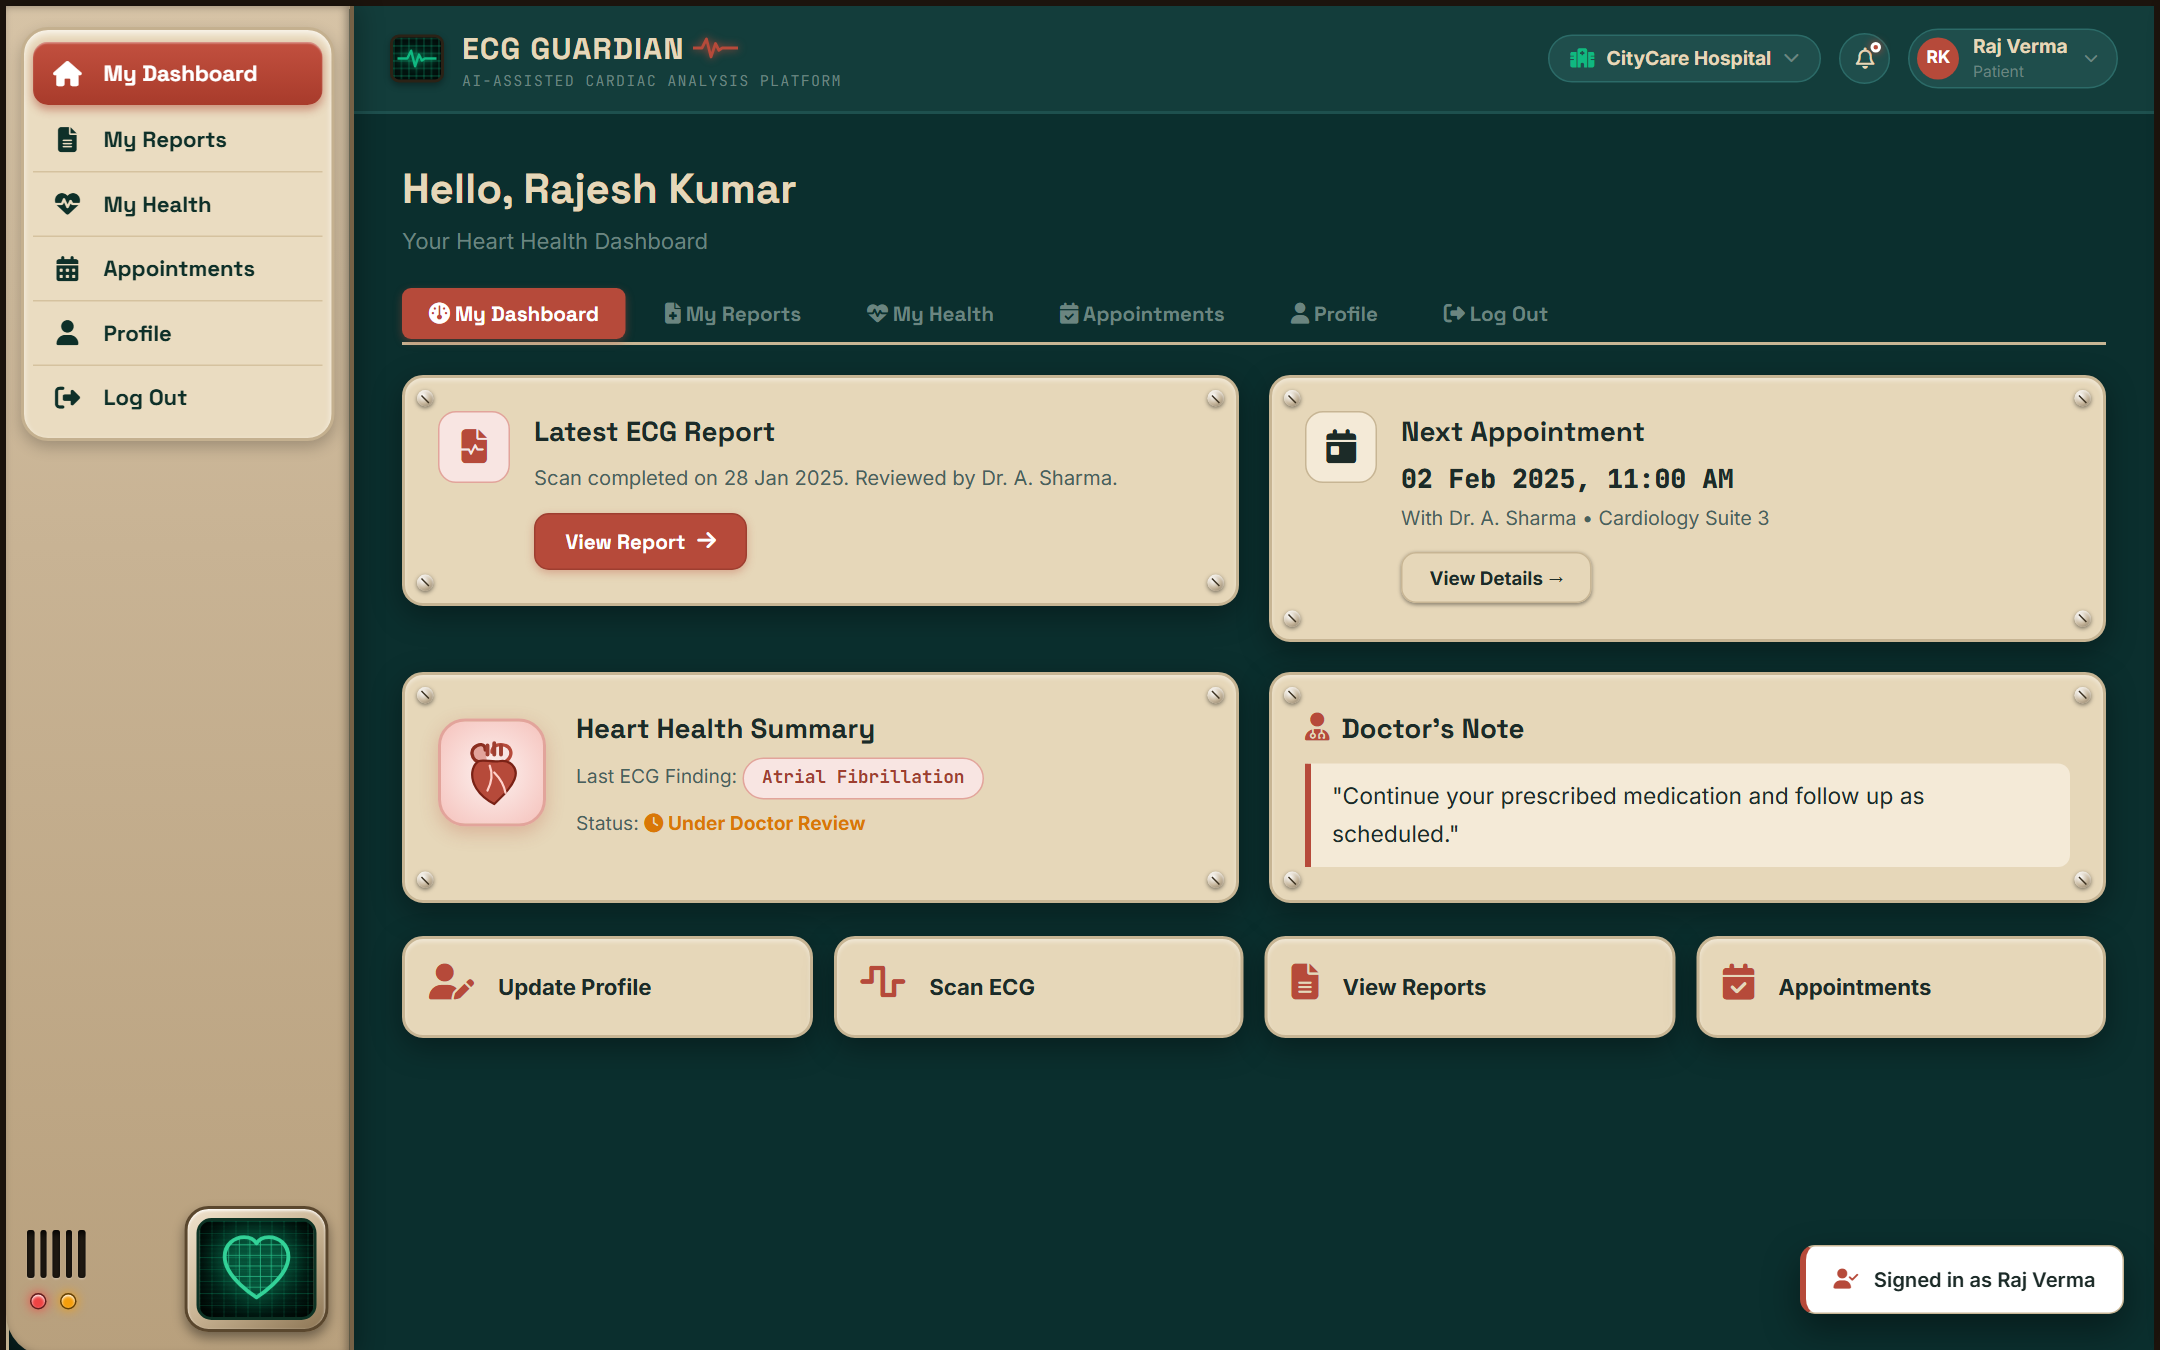 My Dashboard
My Reports
My Health
Appointments
Profile
Log Out
ECG GUARDIAN
AI-ASSISTED CARDIAC ANALYSIS PLATFORM
CityCare Hospital
RK
Raj Verma
Patient
Hello, Rajesh Kumar
Your Heart Health Dashboard
My Dashboard
My Reports
My Health
Appointments
Profile
Log Out
Latest ECG Report
Scan completed on 28 Jan 2025. Reviewed by Dr. A. Sharma.
View Report →
Next Appointment
02 Feb 2025, 11:00 AM
With Dr. A. Sharma • Cardiology Suite 3
View Details →
Heart Health Summary
Last ECG Finding: Atrial Fibrillation
Status: Under Doctor Review
Doctor's Note
"Continue your prescribed medication and follow up as
scheduled."
Update Profile
Scan ECG
View Reports
Appointments
Signed in as Raj Verma